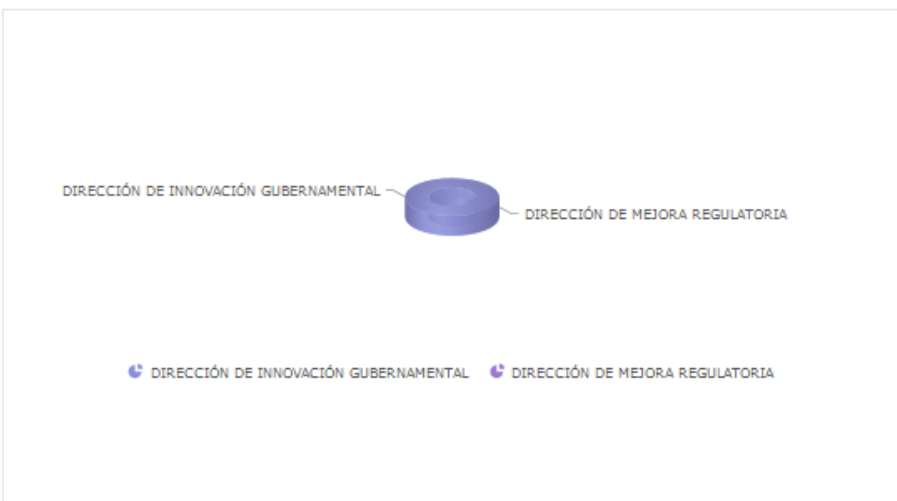 DIRECCIÓN DE INNOVACIÓN GUBERNAMENTAL
DIRECCIÓN DE MEJORA REGULATORIA
DIRECCIÓN DE INNOVACIÓN GUBERNAMENTAL
DIRECCIÓN DE MEJORA REGULATORIA